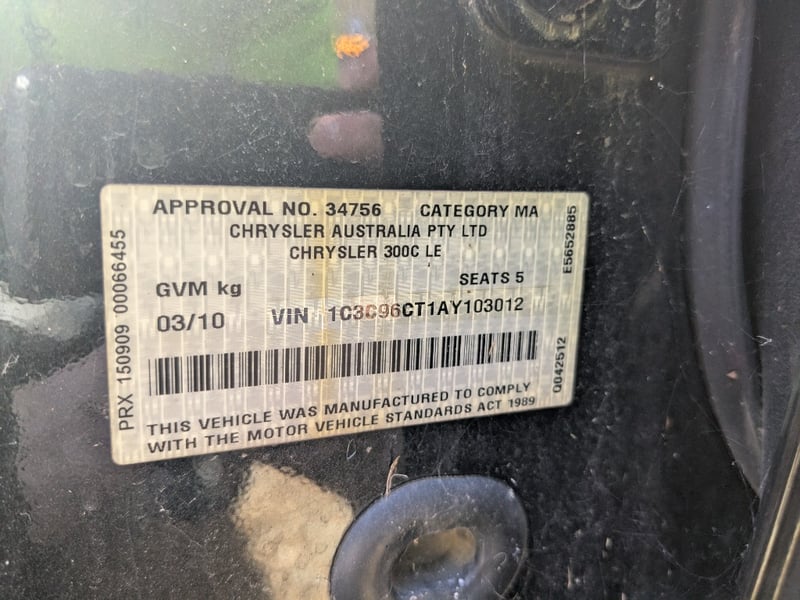 APPROVAL NO. 34756 CATEGORY MA
CHRYSLER AUSTRALIA PTY LTD
CHRYSLER 300C LE
GVM kg SEATS 5
03/10 VIN 1C3C96CT1AY103012
THIS VEHICLE WAS MANUFACTURED TO COMPLY
WITH THE MOTOR VEHICLE STANDARDS ACT 1989
PRX 150909 00066455
E5652885
Q042512